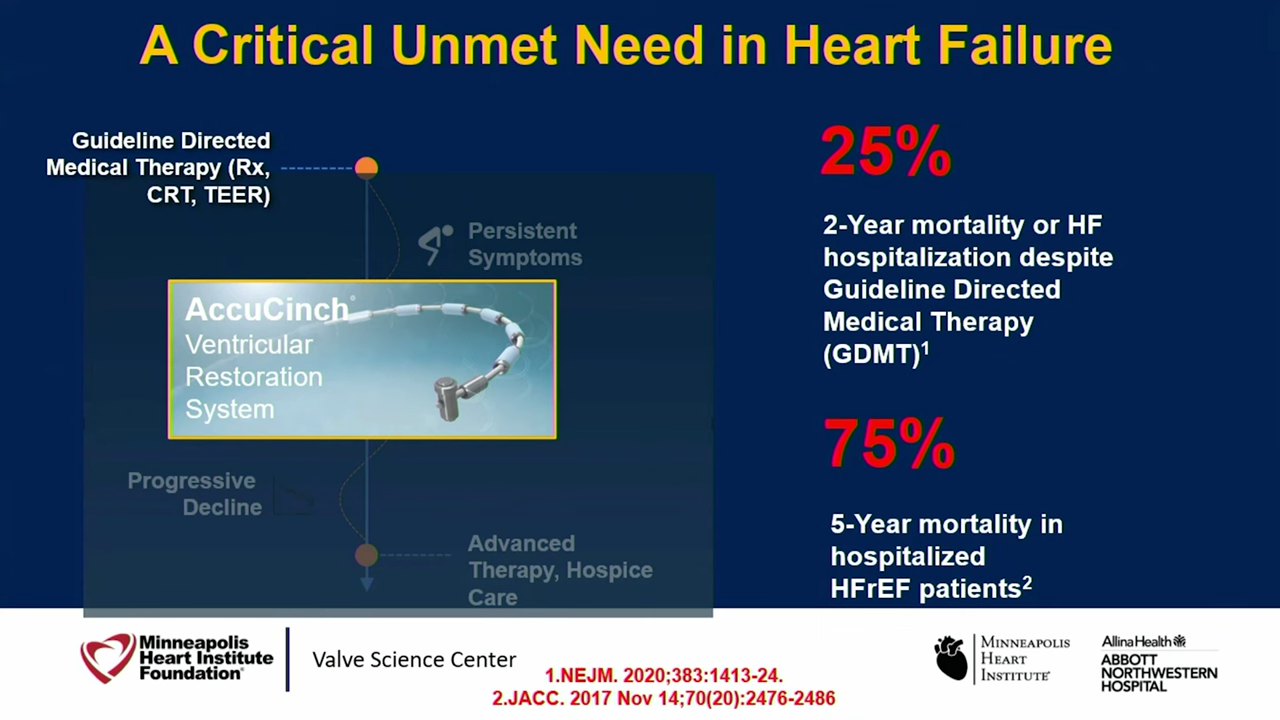 A Critical Unmet Need in Heart Failure
Guideline Directed
Medical Therapy (Rx,
CRT, TEER)
Persistent
Symptoms
AccuCinch®
Ventricular
Restoration
System
Progressive
Decline
Advanced
Therapy, Hospice
Care
25%
2-Year mortality or HF
hospitalization despite
Guideline Directed
Medical Therapy
(GDMT)1
75%
5-Year mortality in
hospitalized
HFrEF patients2
Minneapolis
Heart Institute
Foundation®
Valve Science Center
1.NEJM. 2020;383:1413-24.
2.JACC. 2017 Nov 14;70(20):2476-2486
MINNEAPOLIS
HEART
INSTITUTE®
AllinaHealth
ABBOTT
NORTHWESTERN
HOSPITAL